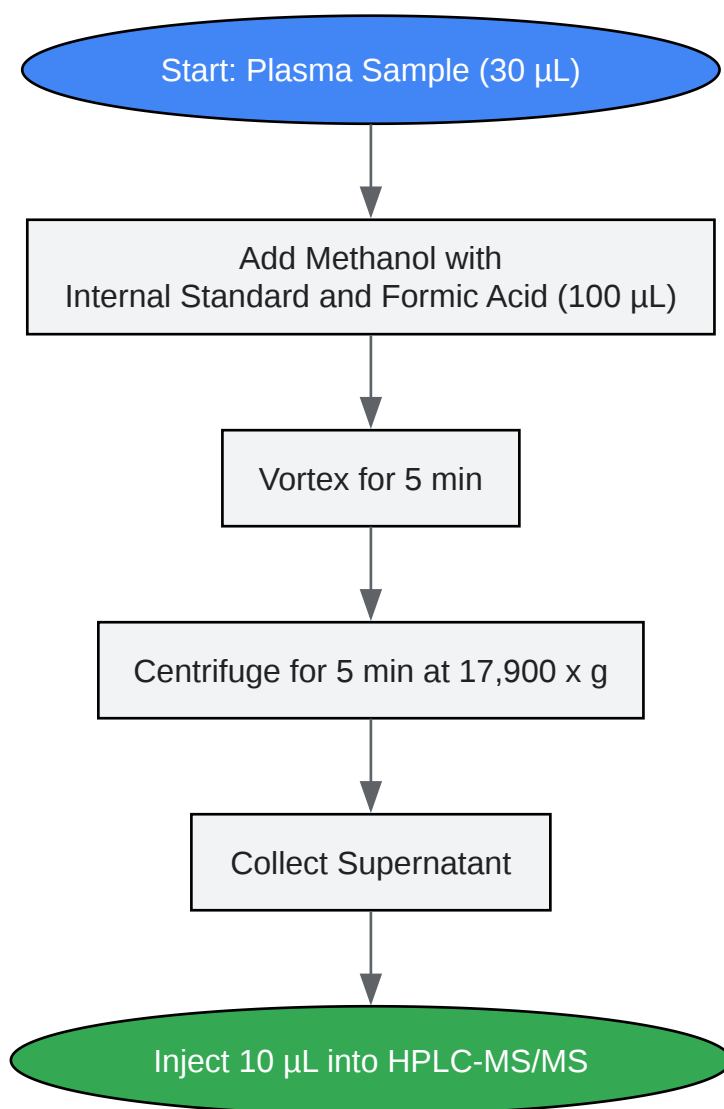 Start: Plasma Sample (30 µL)
Add Methanol with
Internal Standard and Formic Acid (100 µL)
Vortex for 5 min
Centrifuge for 5 min at 17,900 x g
Collect Supernatant
Inject 10 µL into HPLC-MS/MS